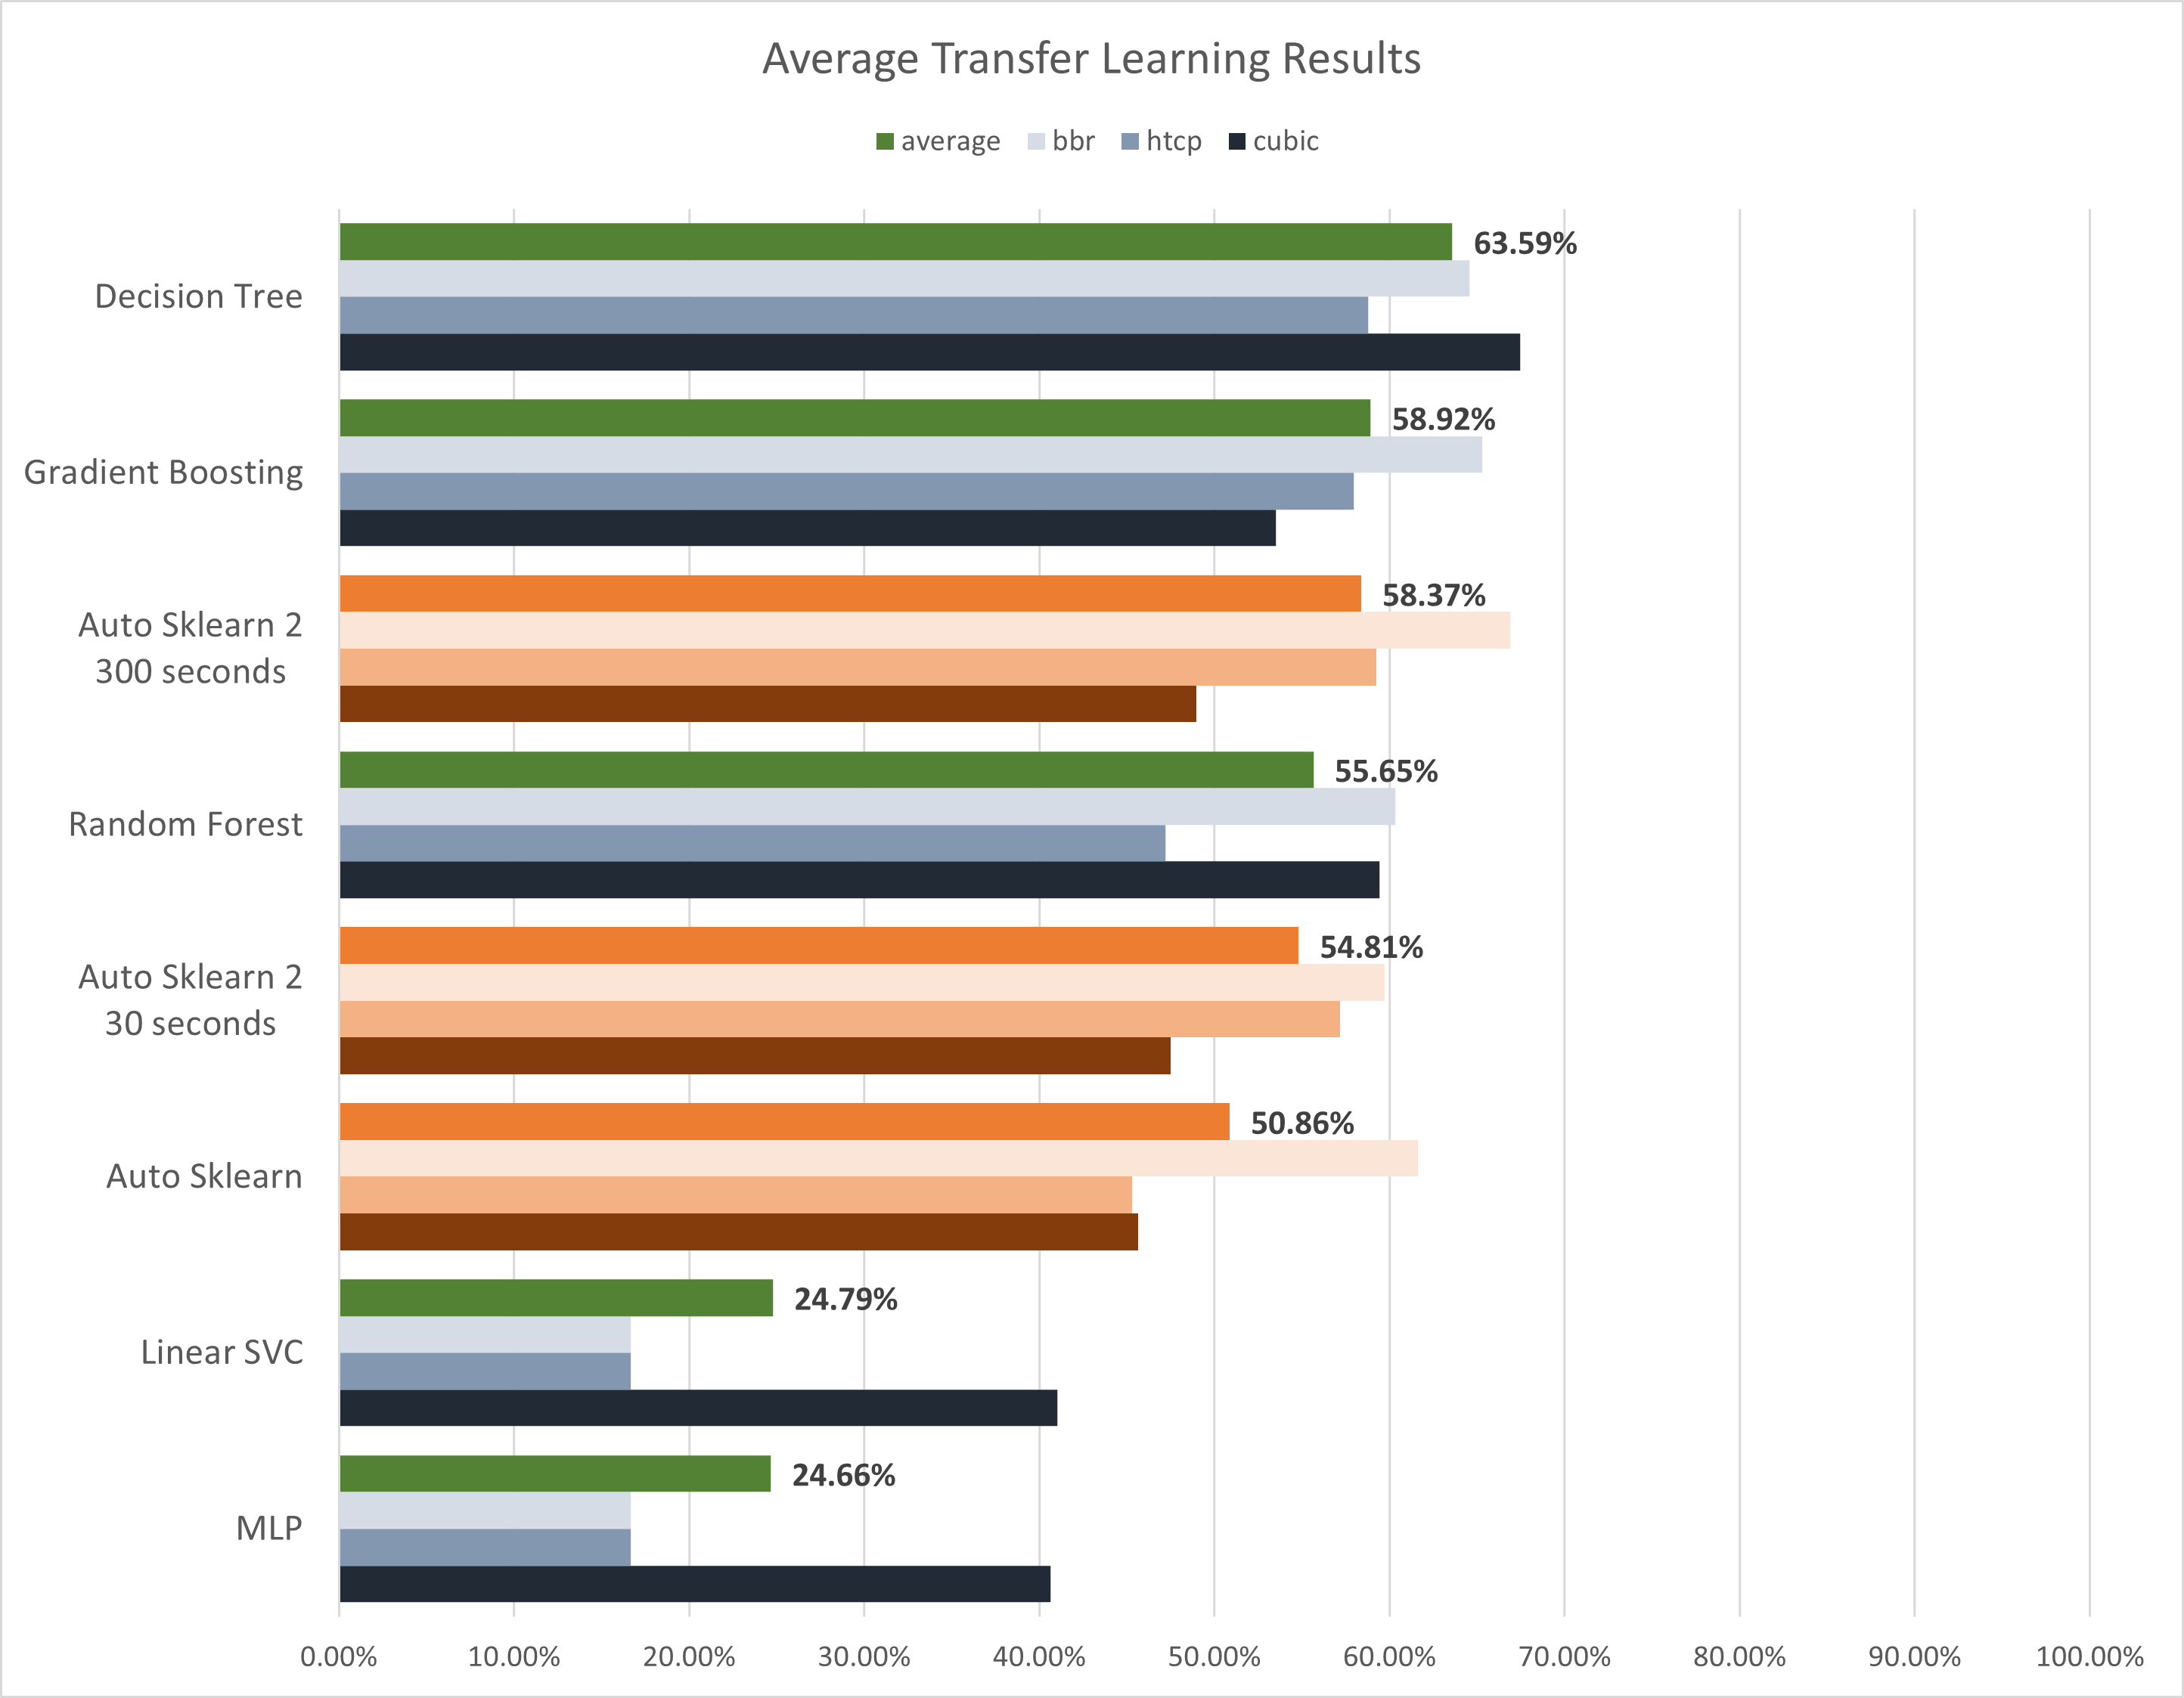 Average Transfer Learning Results
average bbr htcp cubic
Decision Tree
63.59%
Gradient Boosting
58.92%
Auto Sklearn 2
300 seconds
58.37%
Random Forest
55.65%
Auto Sklearn 2
30 seconds
54.81%
Auto Sklearn
50.86%
Linear SVC
24.79%
MLP
24.66%
0.00% 10.00% 20.00% 30.00% 40.00% 50.00% 60.00% 70.00% 80.00% 90.00% 100.00%